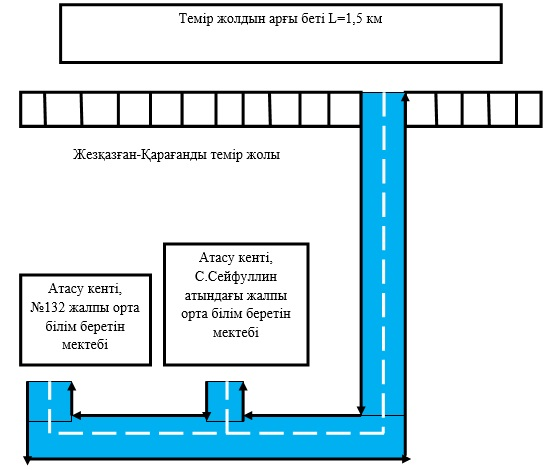 Темір жолдын арғы беті L=1,5 км
Жезқазған-Қарағанды темір жолы
Атасу кенті,
С.Сейфуллин
атындағы жалпы
орта білім беретін
мектебі
Атасу кенті,
№132 жалпы орта
білім беретін
мектебі